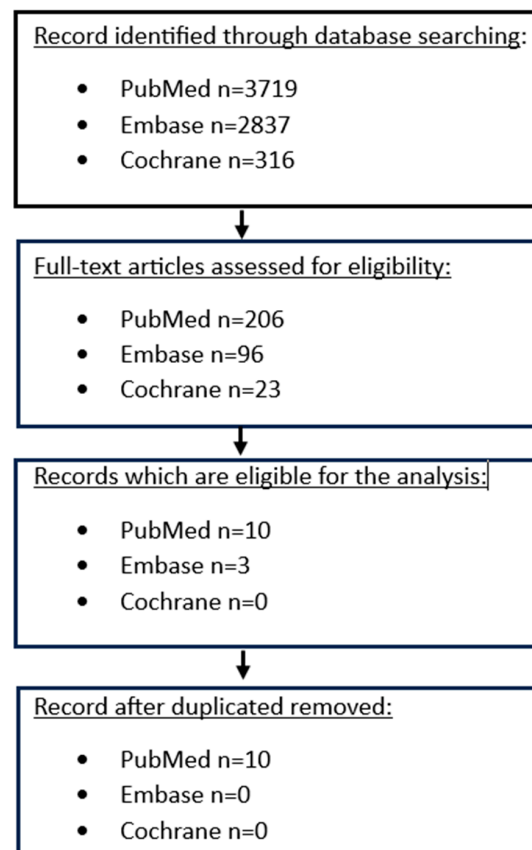 Record identified through database searching:
• PubMed n=3719
• Embase n=2837
• Cochrane n=316
Full-text articles assessed for eligibility:
• PubMed n=206
• Embase n=96
• Cochrane n=23
Records which are eligible for the analysis:
• PubMed n=10
• Embase n=3
• Cochrane n=0
Record after duplicated removed:
• PubMed n=10
• Embase n=0
• Cochrane n=0